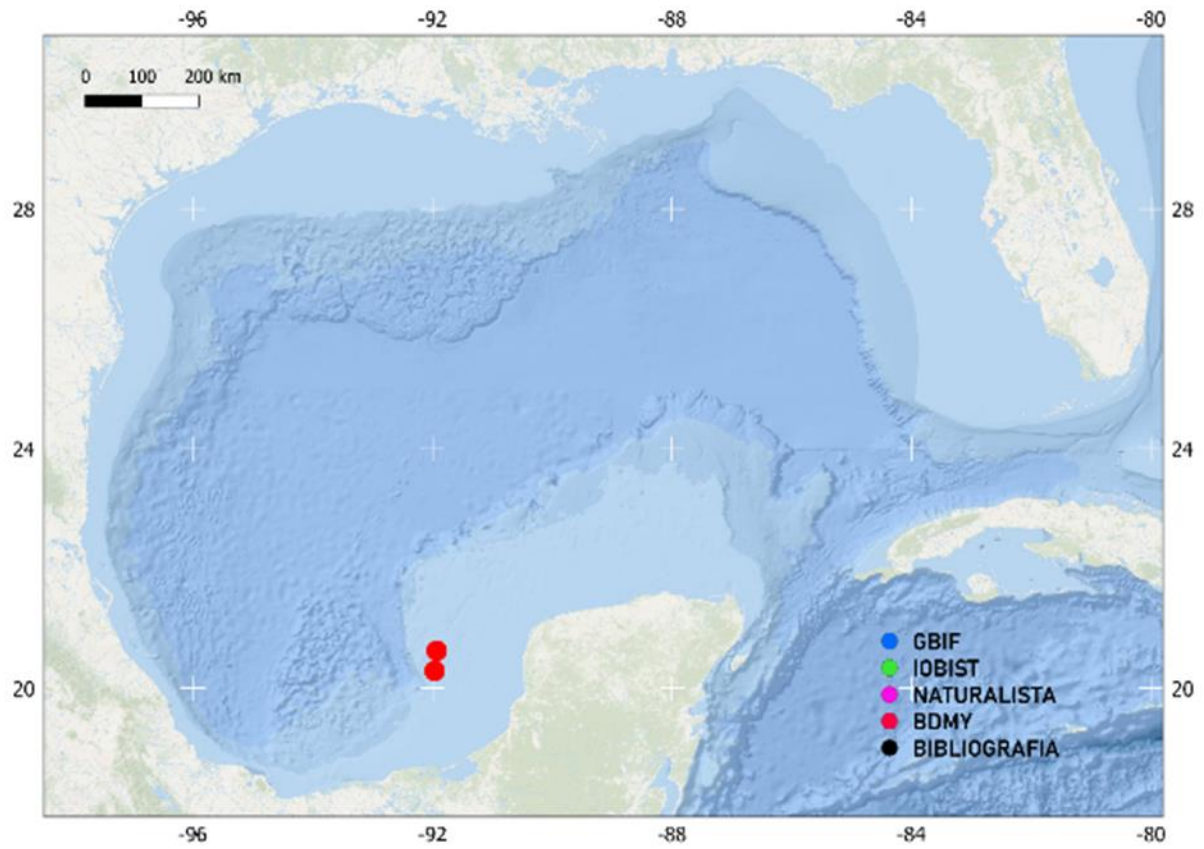 -96 -92 -88 -84 -80
0 100 200 km
28 28
24 24
GBIF
IOBIST
NATURALISTA
20 20
BDMY
BIBLIOGRAFIA
-96 -92 -88 -84 -80